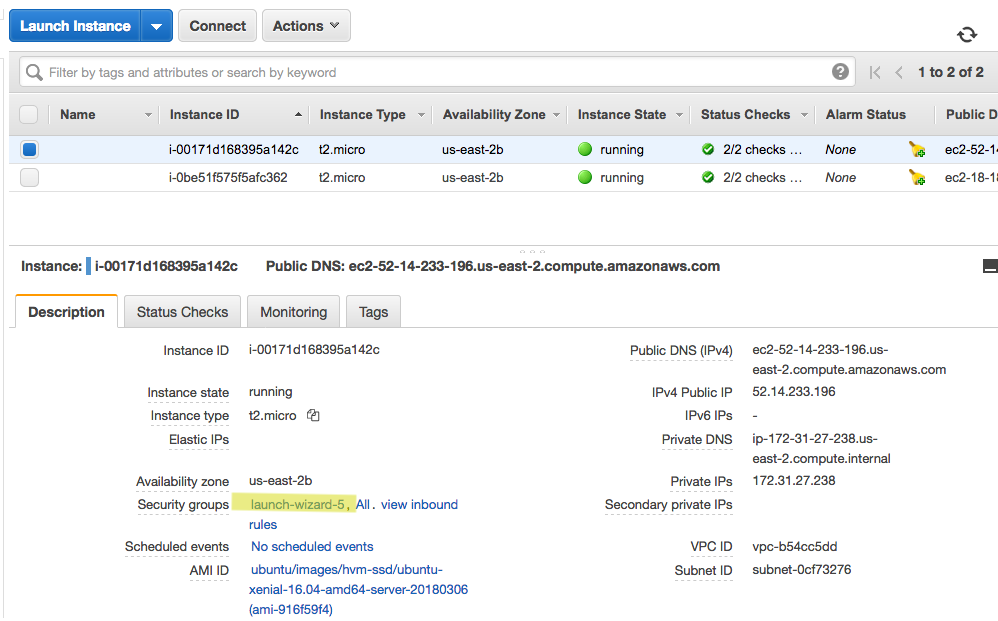 Launch Instance Connect Actions
Filter by tags and attributes or search by keyword ? 1 to 2 of 2
Name Instance ID Instance Type Availability Zone Instance State Status Checks Alarm Status Public D
i-00171d168395a142c t2.micro us-east-2b running 2/2 checks ... None ec2-52-14
i-0be51f575f5afc362 t2.micro us-east-2b running 2/2 checks ... None ec2-18-18
Instance: i-00171d168395a142c Public DNS: ec2-52-14-233-196.us-east-2.compute.amazonaws.com
Description Status Checks Monitoring Tags
Instance ID i-00171d168395a142c Public DNS (IPv4) ec2-52-14-233-196.us-
east-2.compute.amazonaws.com
Instance state running IPv4 Public IP 52.14.233.196
Instance type t2.micro IPv6 IPs -
Elastic IPs Private DNS ip-172-31-27-238.us-
east-2.compute.internal
Availability zone us-east-2b Private IPs 172.31.27.238
Security groups launch-wizard-5, All. view inbound Secondary private IPs
rules
Scheduled events No scheduled events VPC ID vpc-b54cc5dd
AMI ID ubuntu/images/hvm-ssd/ubuntu- Subnet ID subnet-0cf73276
xenial-16.04-amd64-server-20180306
(ami-916f59f4)